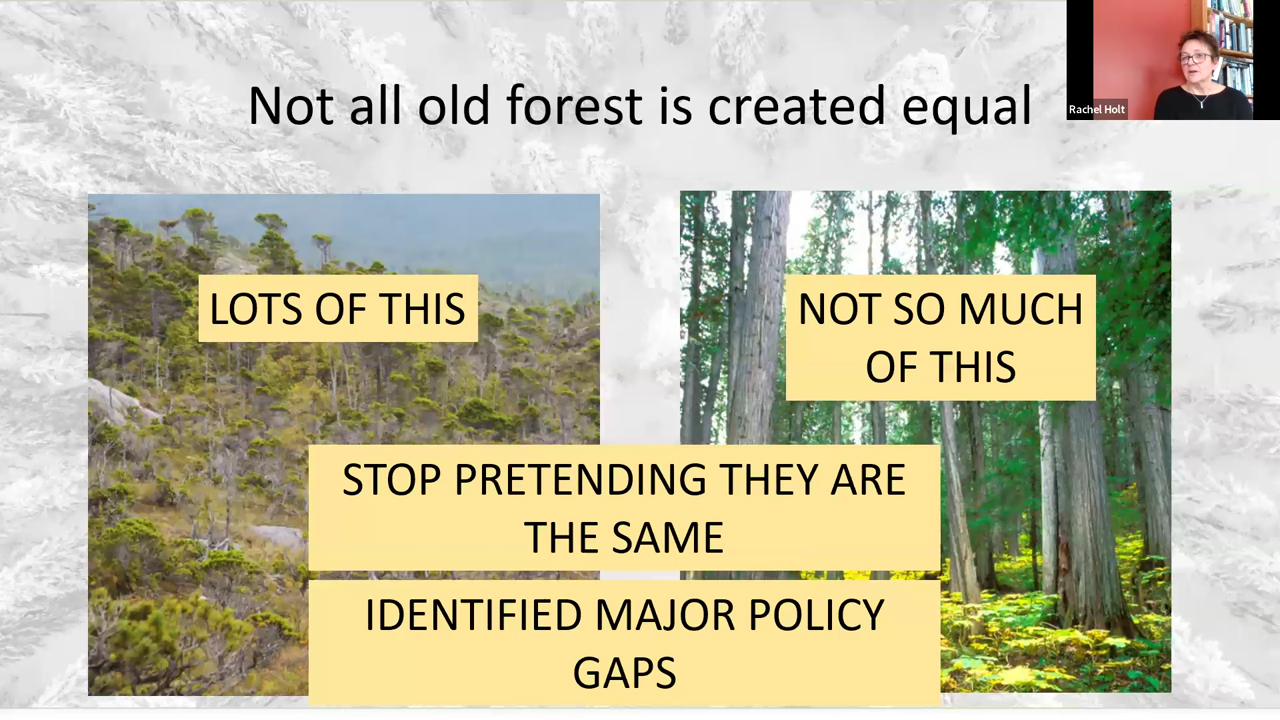 Not all old forest is created equal
Rachel Holt
LOTS OF THIS
NOT SO MUCH
OF THIS
STOP PRETENDING THEY ARE
THE SAME
IDENTIFIED MAJOR POLICY
GAPS